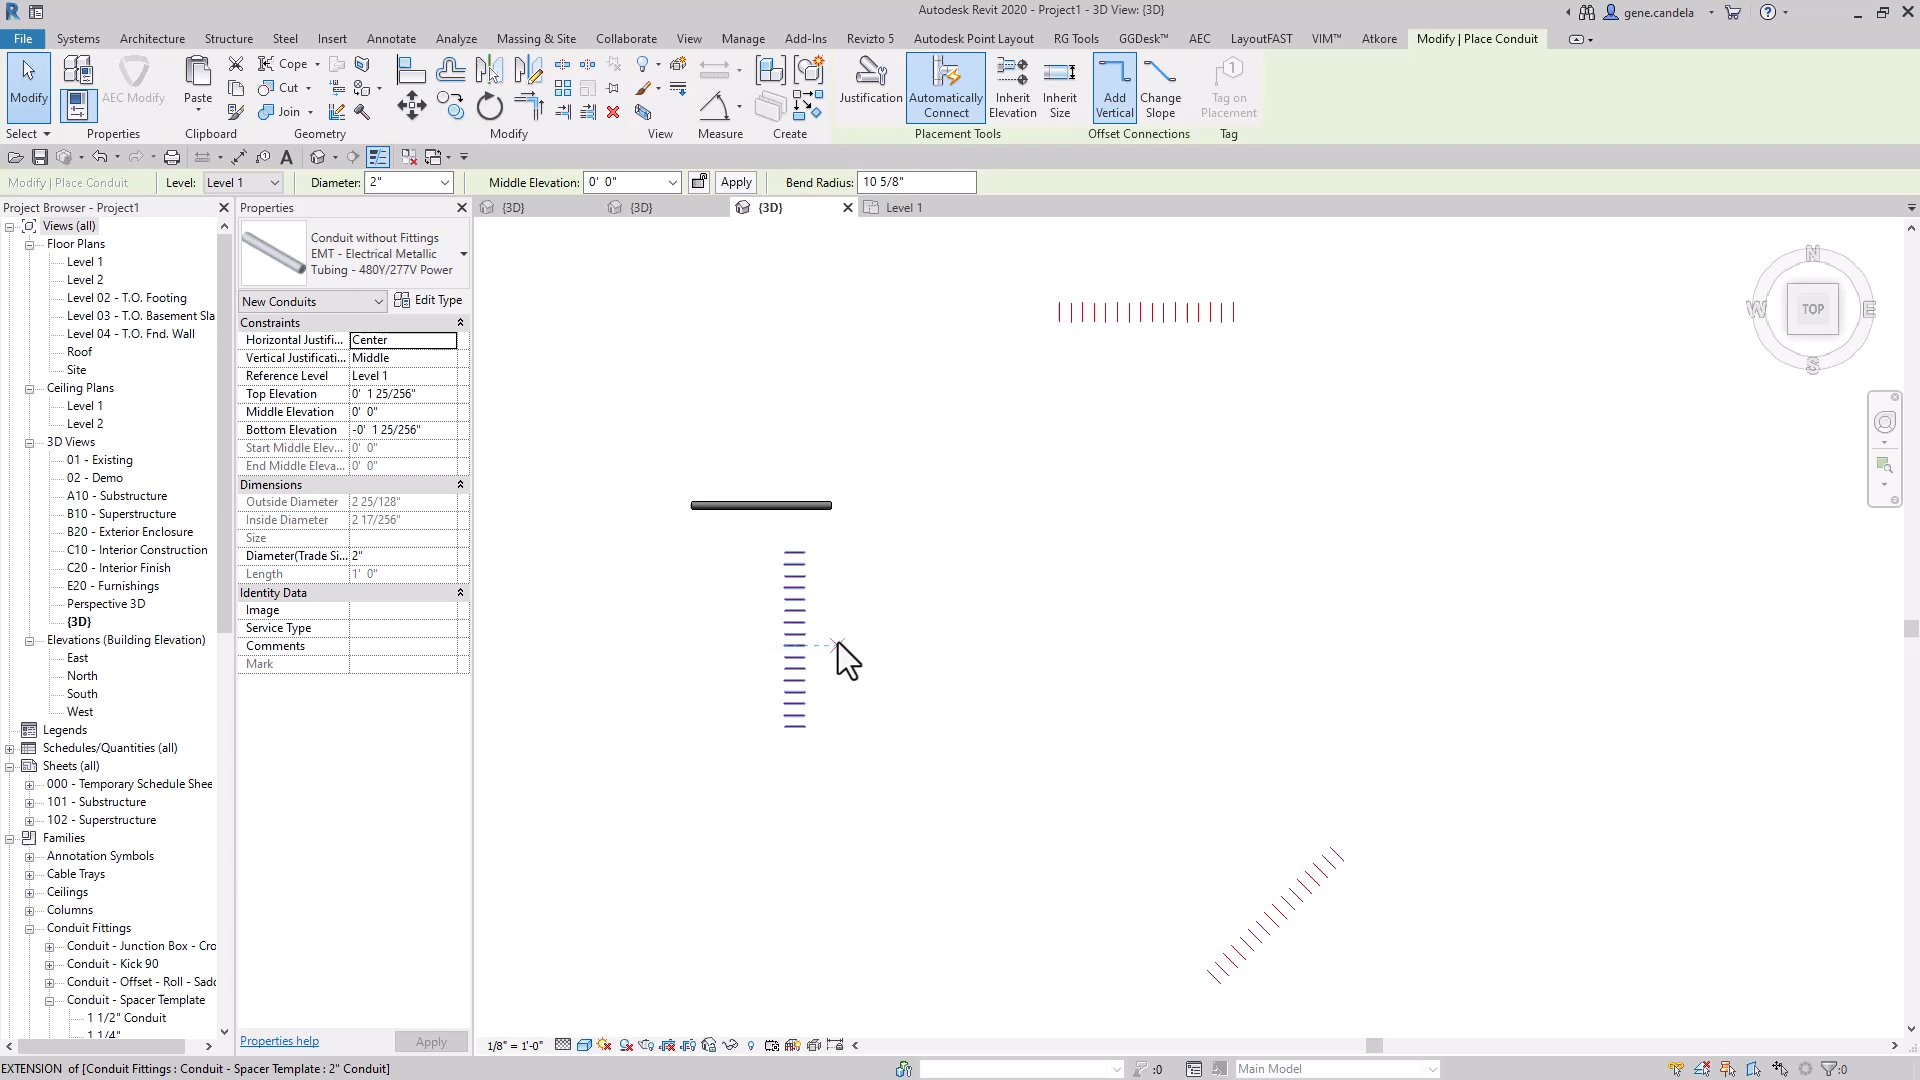 Autodesk Revit 2020 - Project1 - 3D View: {3D}
gene.candela
File Systems Architecture Structure Steel Insert Annotate Analyze Massing & Site Collaborate View Manage Add-Ins Revizto 5 Autodesk Point Layout RG Tools GGDesk™ AEC LayoutFAST VIM™ Atkore Modify | Place Conduit
Cope
Cut
Join
Modify
AEC Modify
Paste
Justification
Automatically Connect
Inherit Elevation
Inherit Size
Add Vertical
Change Slope
Tag on Placement
Select Properties Clipboard Geometry Modify View Measure Create Placement Tools Offset Connections Tag
Modify | Place Conduit Level: Level 1 Diameter: 2" Middle Elevation: 0' 0" Apply Bend Radius: 10 5/8"
Project Browser - Project1
Views (all)
Floor Plans
Level 1
Level 2
Level 02 - T.O. Footing
Level 03 - T.O. Basement Sla
Level 04 - T.O. Fnd. Wall
Roof
Site
Ceiling Plans
Level 1
Level 2
3D Views
01 - Existing
02 - Demo
A10 - Substructure
B10 - Superstructure
B20 - Exterior Enclosure
C10 - Interior Construction
C20 - Interior Finish
E20 - Furnishings
Perspective 3D
{3D}
Elevations (Building Elevation)
East
North
South
West
Legends
Schedules/Quantities (all)
Sheets (all)
000 - Temporary Schedule Shee
101 - Substructure
102 - Superstructure
Families
Annotation Symbols
Cable Trays
Ceilings
Columns
Conduit Fittings
Conduit - Junction Box - Cro
Conduit - Kick 90
Conduit - Offset - Roll - Sadd
Conduit - Spacer Template
1 1/2" Conduit
1 1/4"
Properties
Conduit without Fittings
EMT - Electrical Metallic
Tubing - 480Y/277V Power
New Conduits Edit Type
Constraints
Horizontal Justifi... Center
Vertical Justificati... Middle
Reference Level Level 1
Top Elevation 0' 1 25/256"
Middle Elevation 0' 0"
Bottom Elevation -0' 1 25/256"
Start Middle Elev... 0' 0"
End Middle Eleva... 0' 0"
Dimensions
Outside Diameter 2 25/128"
Inside Diameter 2 17/256"
Size
Diameter(Trade Si... 2"
Length 1' 0"
Identity Data
Image
Service Type
Comments
Mark
Properties help Apply
{3D} {3D} {3D} Level 1
N
W TOP E
S
1/8" = 1'-0"
EXTENSION of [Conduit Fittings : Conduit - Spacer Template : 2" Conduit]
:0 Main Model :0